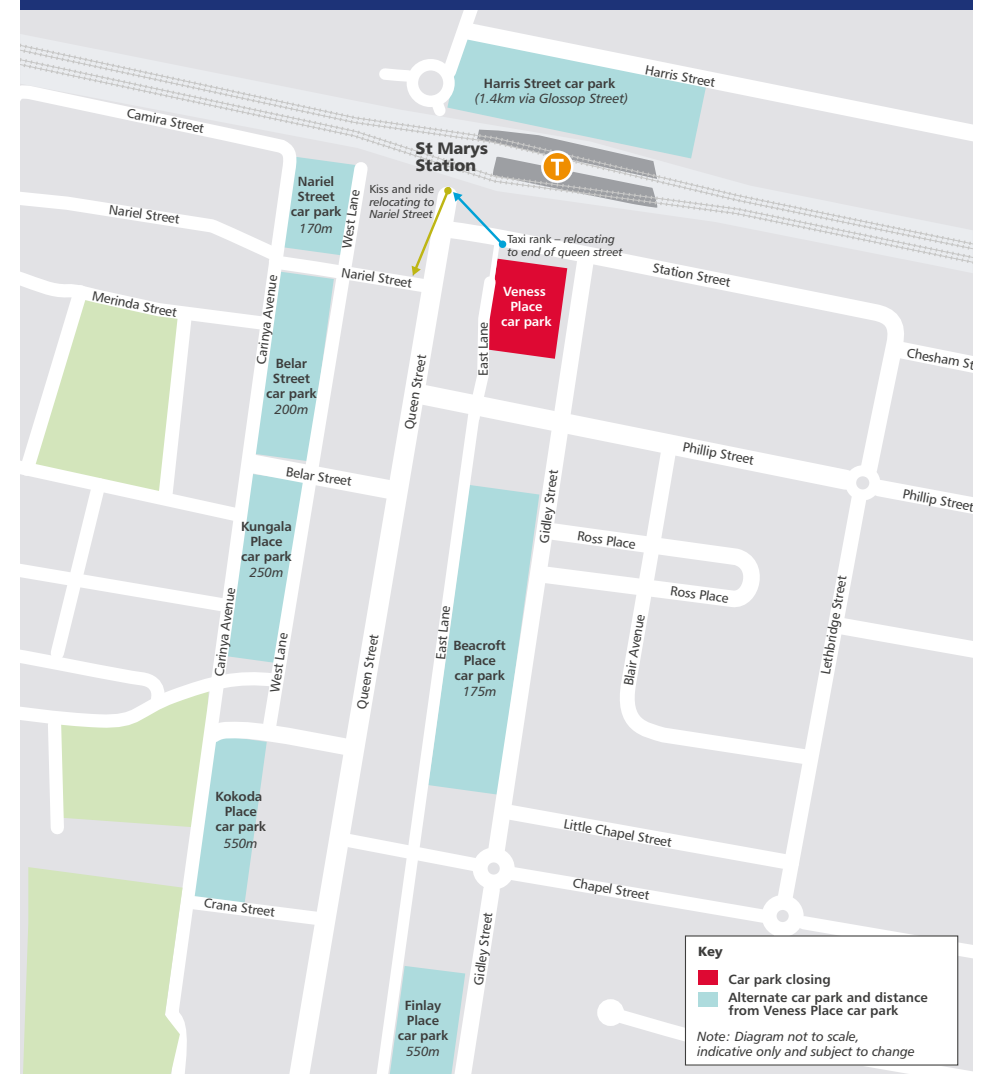 Harris Street
Harris Street car park
(1.4km via Glossop Street)
Camira Street
St Marys
Station
T
Nariel
Street
car park
170m
West Lane
Kiss and ride
relocating to
Nariel Street
Nariel Street
Taxi rank – relocating
to end of queen street
Nariel Street
Station Street
Veness
Place
car park
Merinda Street
Carinya Avenue
East Lane
Chesham St
Belar
Street
car park
200m
Queen Street
Phillip Street
Belar Street
Phillip Street
Gidley Street
Kungala
Place
car park
250m
Ross Place
Ross Place
Carinya Avenue
West Lane
Queen Street
East Lane
Beacroft
Place
car park
175m
Blair Avenue
Lethbridge Street
Kokoda
Place
car park
550m
Little Chapel Street
Chapel Street
Crana Street
Gidley Street
Finlay
Place
car park
550m
Key
Car park closing
Alternate car park and distance
from Veness Place car park
Note: Diagram not to scale,
indicative only and subject to change